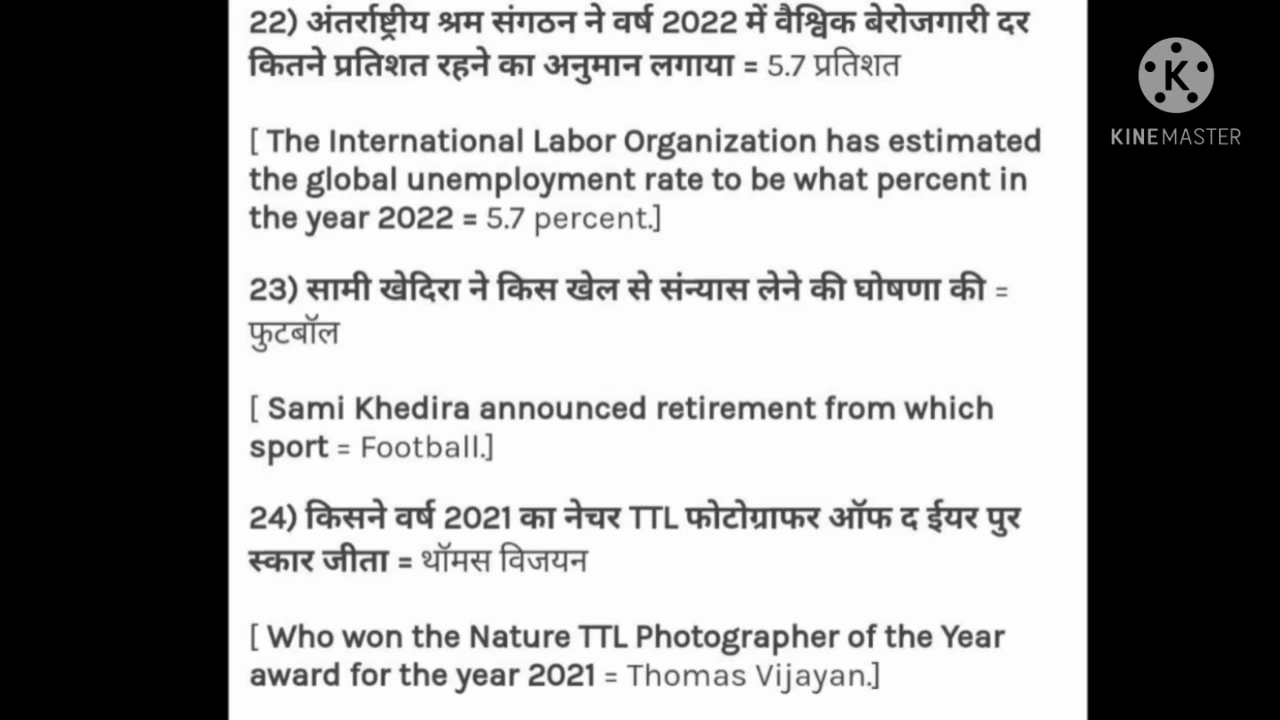 22) अंतर्राष्ट्रीय श्रम संगठन ने वर्ष 2022 में वैश्विक बेरोजगारी दर
कितने प्रतिशत रहने का अनुमान लगाया = 5.7 प्रतिशत
[ The International Labor Organization has estimated
the global unemployment rate to be what percent in
the year 2022 = 5.7 percent.]
23) सामी खेदिरा ने किस खेल से संन्यास लेने की घोषणा की =
फुटबॉल
[ Sami Khedira announced retirement from which
sport = Football.]
24) किसने वर्ष 2021 का नेचर TTL फोटोग्राफर ऑफ द ईयर पुर
स्कार जीता = थॉमस विजयन
[ Who won the Nature TTL Photographer of the Year
award for the year 2021 = Thomas Vijayan.]
K
KINEMASTER